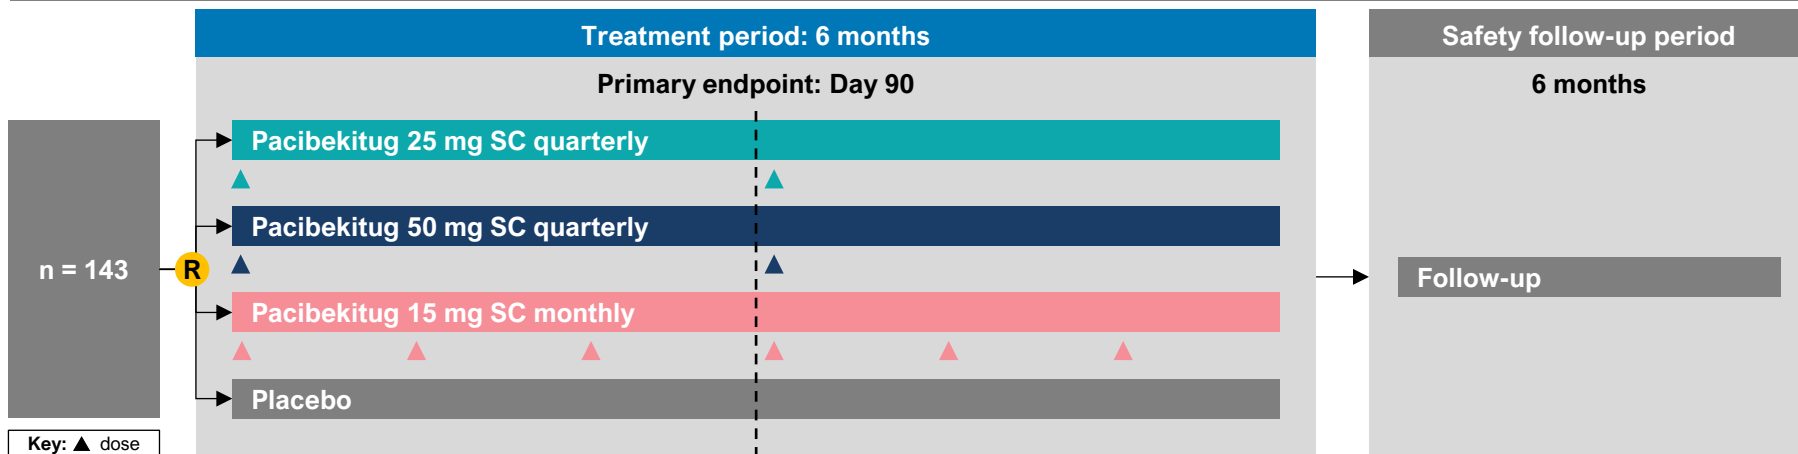 Treatment period: 6 months
Safety follow-up period
Primary endpoint: Day 90
6 months
Pacibekitug 25 mg SC quarterly
Pacibekitug 50 mg SC quarterly
n = 143
R
Follow-up
Pacibekitug 15 mg SC monthly
Placebo
Key: ▲ dose